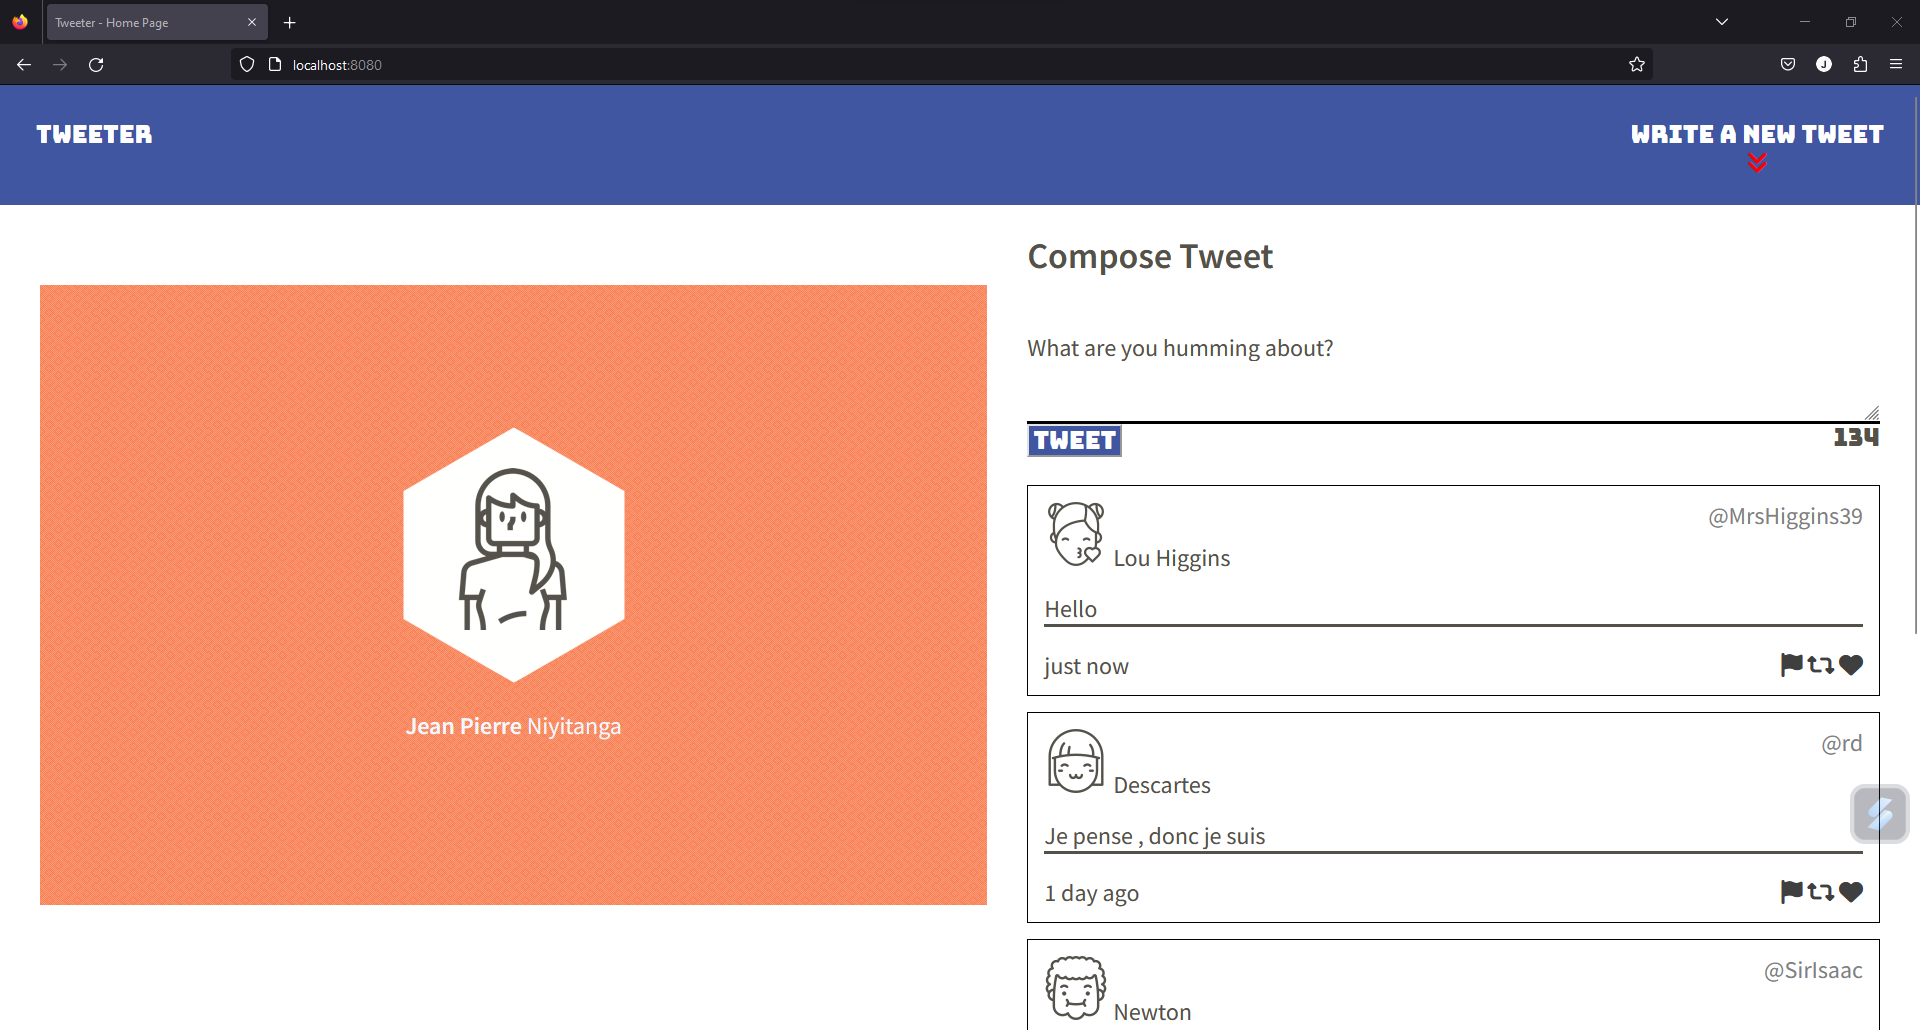 Tweeter - Home Page
localhost:8080
J
TWEETER
WRITE A NEW TWEET
Compose Tweet
What are you humming about?
TWEET
134
Jean Pierre Niyitanga
@MrsHiggins39
Lou Higgins
Hello
just now
@rd
Descartes
Je pense , donc je suis
1 day ago
@SirIsaac
Newton